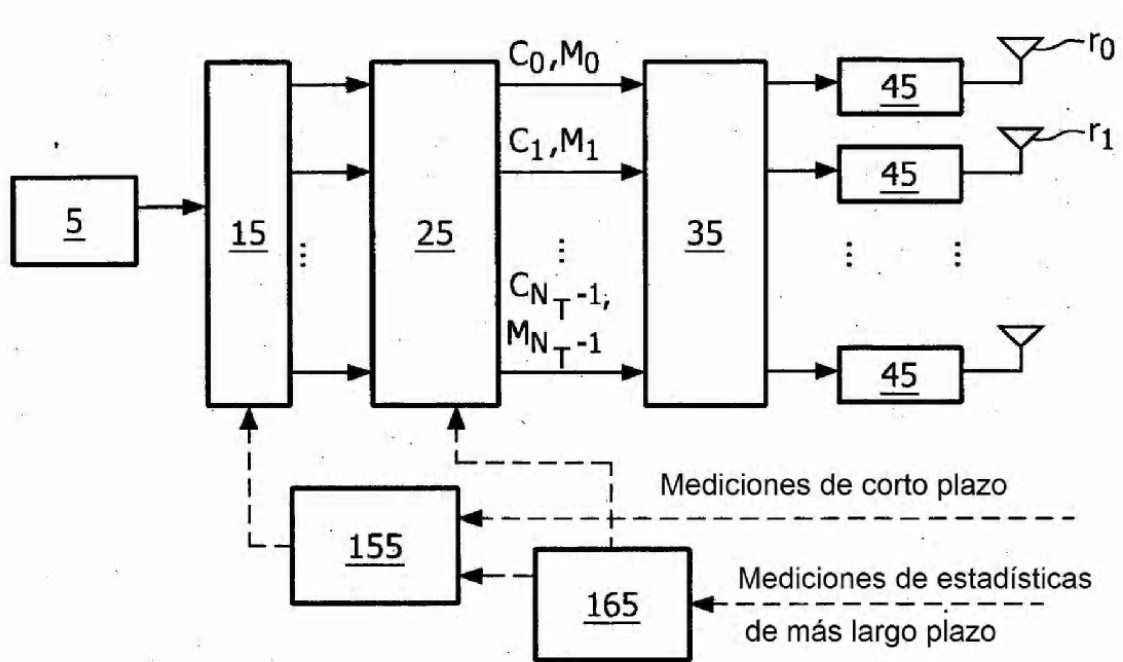 C0,M0
r0
45
C1,M1
r1
45
5
15
25
35
...
...
...
...
CNT-1,
MNT-1
45
Mediciones de corto plazo
155
165
Mediciones de estadísticas
de más largo plazo